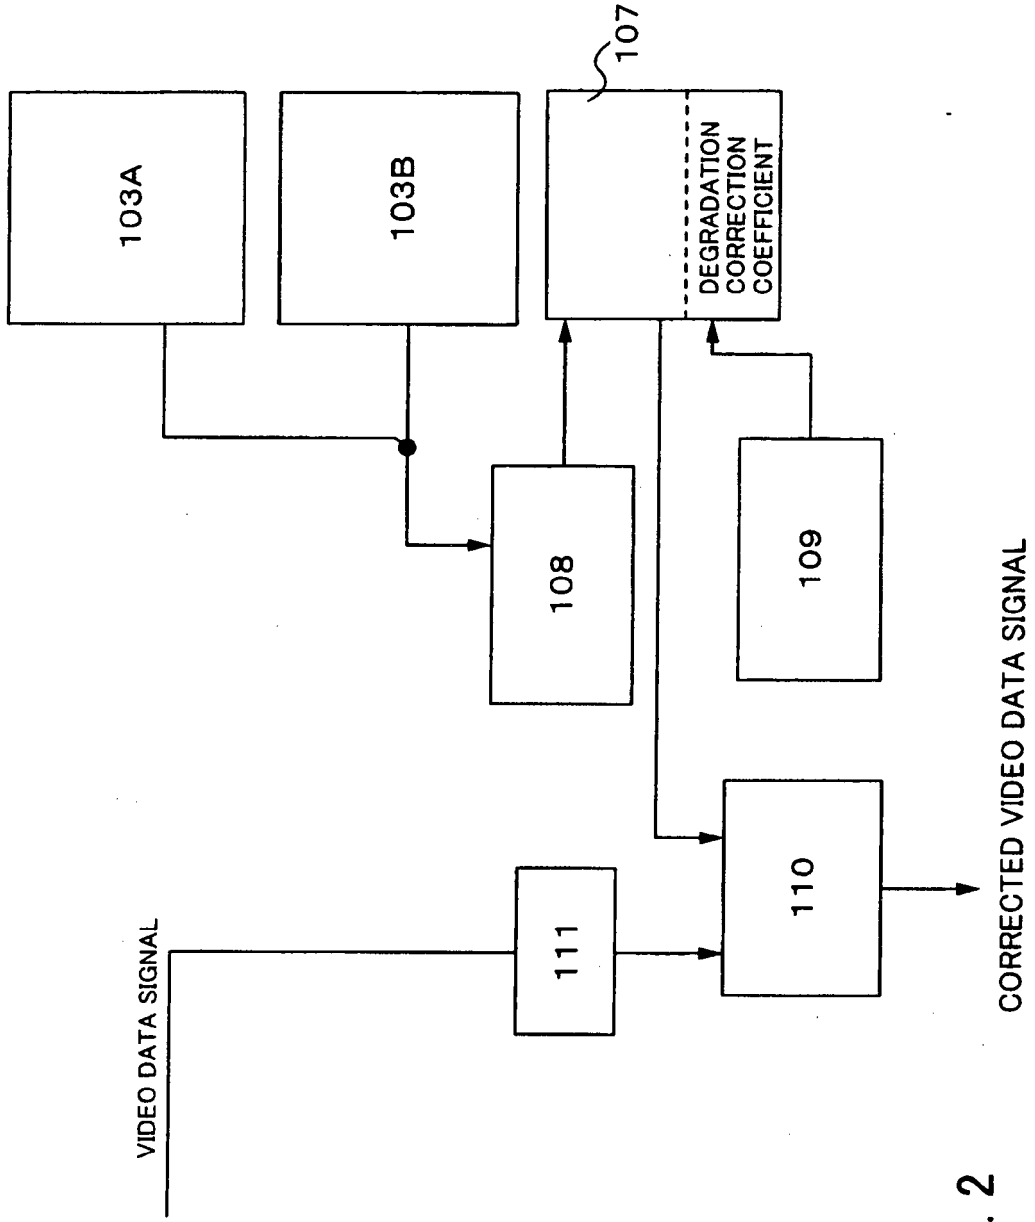 VIDEO DATA SIGNAL
111
110
CORRECTED VIDEO DATA SIGNAL
108
109
103A
103B
107
DEGRADATION
CORRECTION
COEFFICIENT
. 2